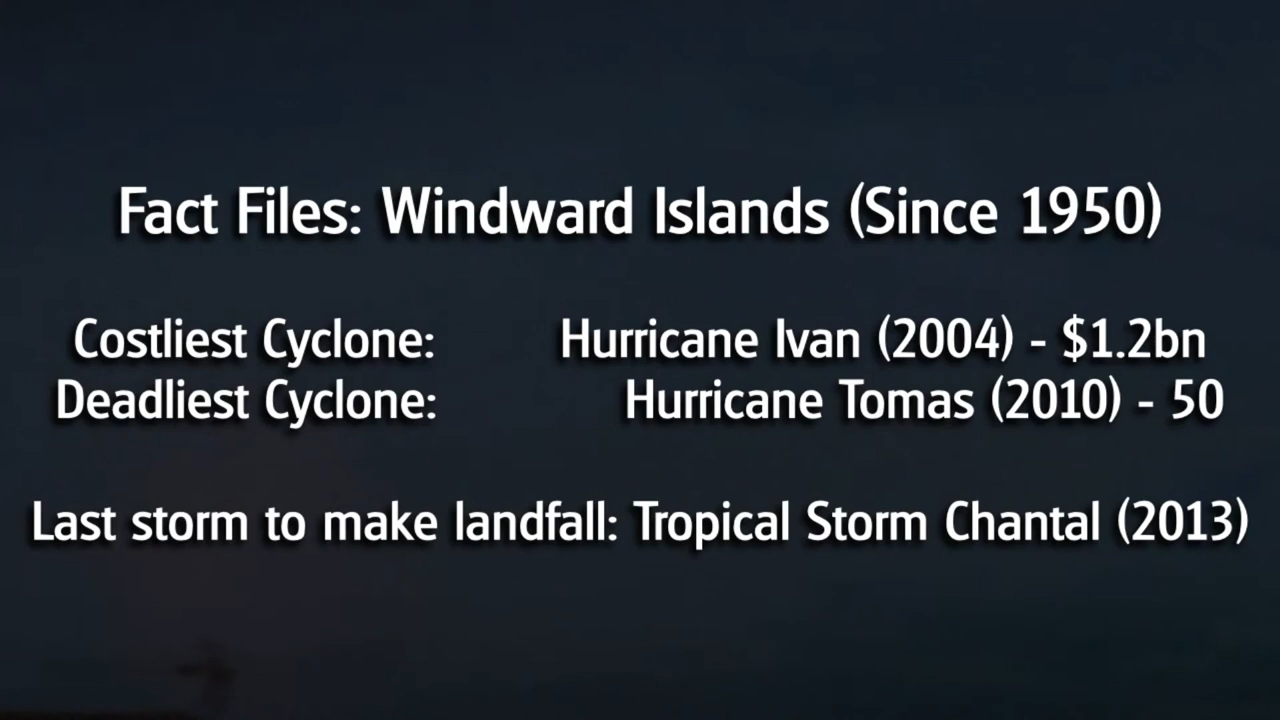 Fact Files: Windward Islands (Since 1950)
Costliest Cyclone: Hurricane Ivan (2004) - $1.2bn
Deadliest Cyclone: Hurricane Tomas (2010) - 50
Last storm to make landfall: Tropical Storm Chantal (2013)